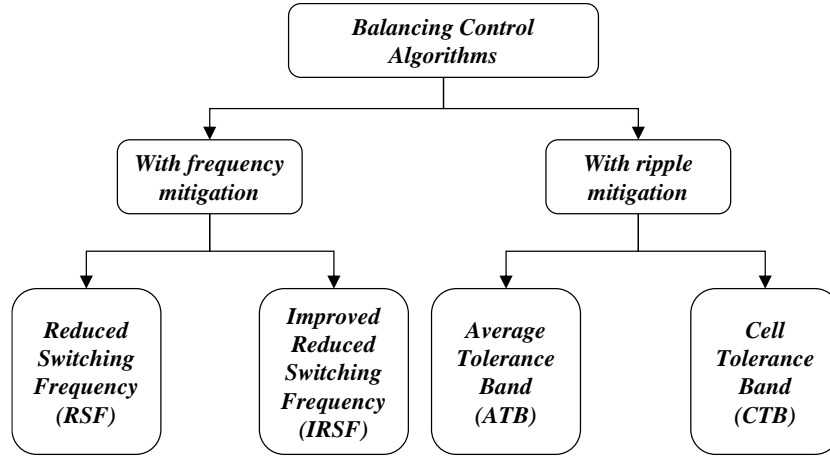 Balancing Control
Algorithms
With frequency
mitigation
With ripple
mitigation
Reduced
Switching
Frequency
(RSF)
Improved
Reduced
Switching
Frequency
(IRSF)
Average
Tolerance
Band
(ATB)
Cell
Tolerance
Band
(CTB)